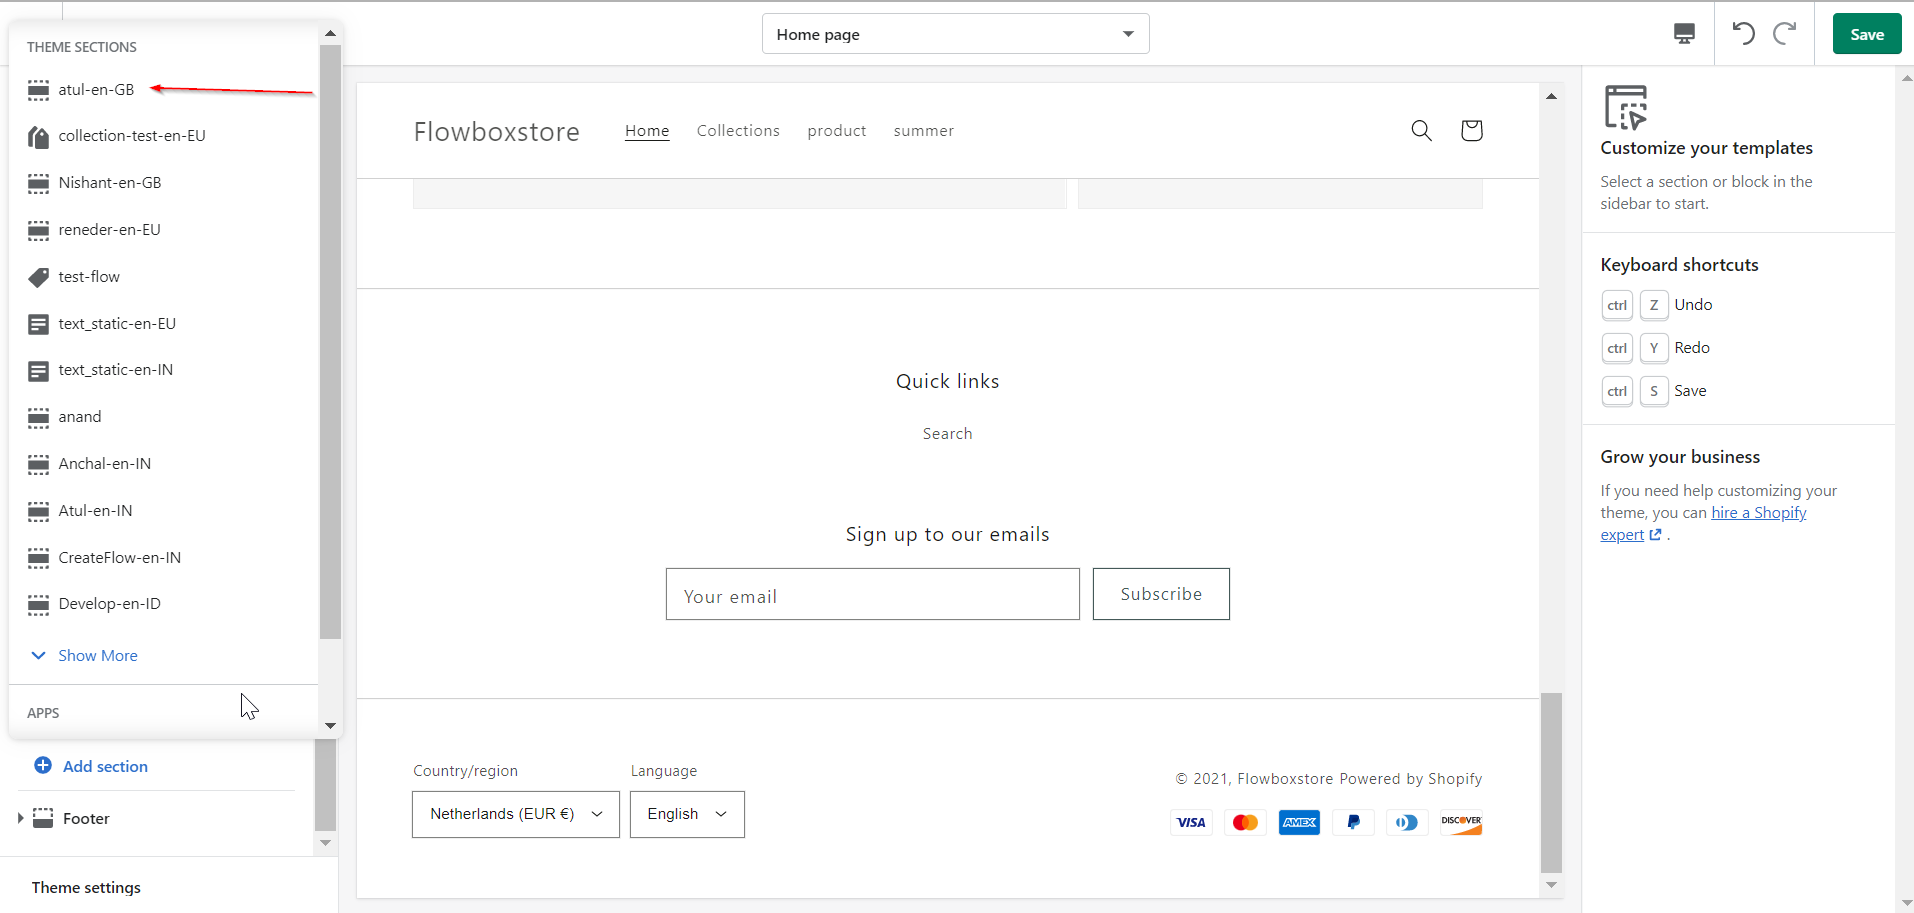 THEME SECTIONS
atul-en-GB
collection-test-en-EU
Nishant-en-GB
reneder-en-EU
test-flow
text_static-en-EU
text_static-en-IN
anand
Anchal-en-IN
Atul-en-IN
CreateFlow-en-IN
Develop-en-ID
Show More
APPS
Add section
Footer
Theme settings
Home page
Save
Flowboxstore
Home
Collections
product
summer
Quick links
Search
Sign up to our emails
Your email
Subscribe
Country/region
Language
Netherlands (EUR €)
English
© 2021, Flowboxstore Powered by Shopify
VISA
AMEX
DISCOVER
Customize your templates
Select a section or block in the
sidebar to start.
Keyboard shortcuts
ctrl Z Undo
ctrl Y Redo
ctrl S Save
Grow your business
If you need help customizing your
theme, you can hire a Shopify
expert .